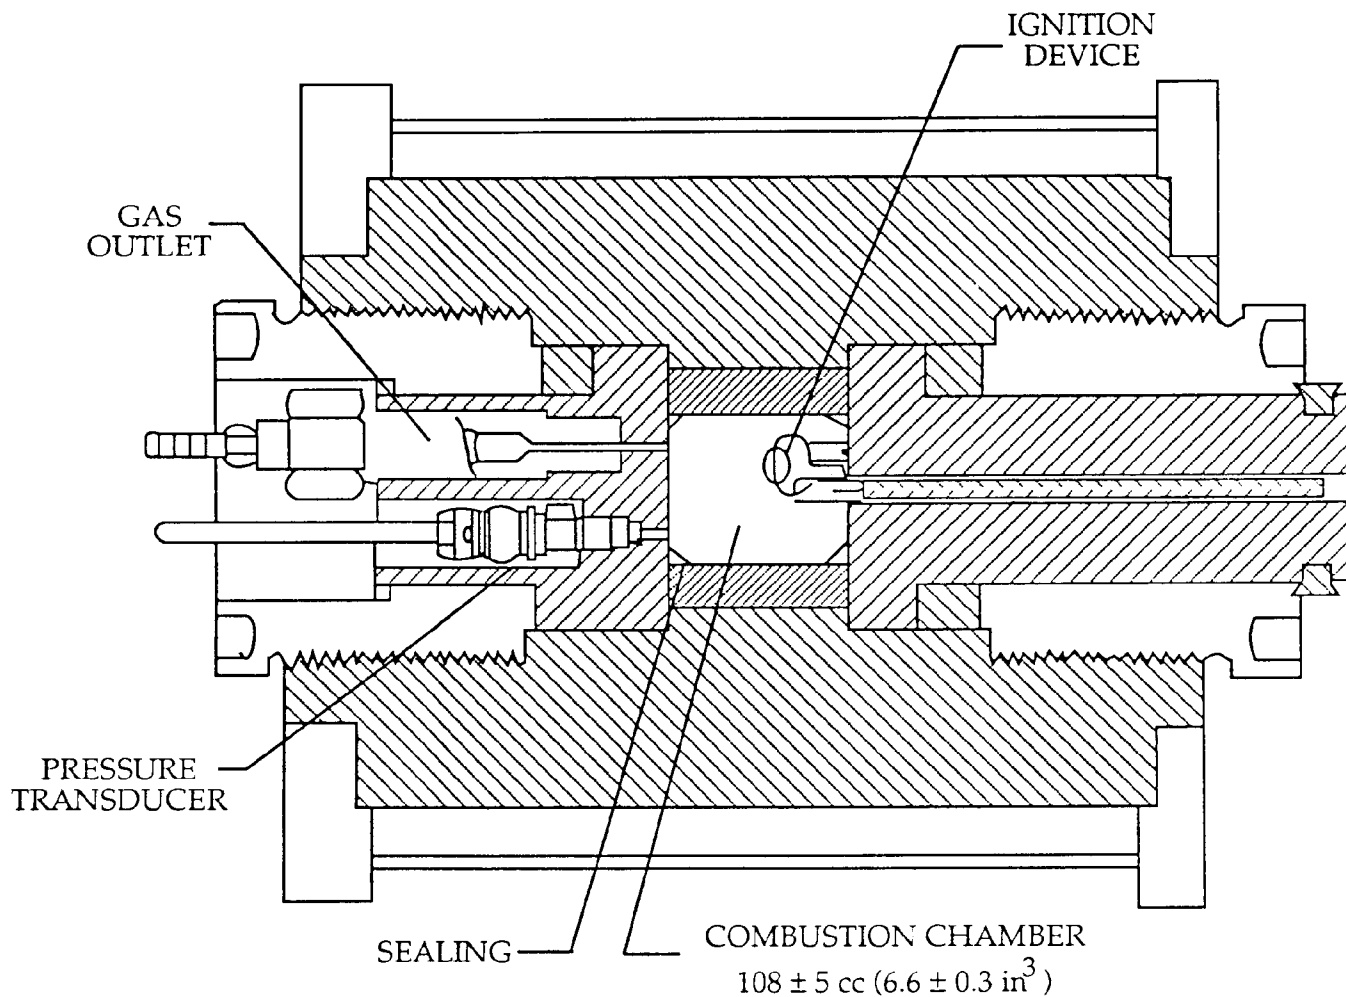 IGNITION
DEVICE
GAS
OUTLET
PRESSURE
TRANSDUCER
SEALING
COMBUSTION CHAMBER
108 ± 5 cc (6.6 ± 0.3 in³)